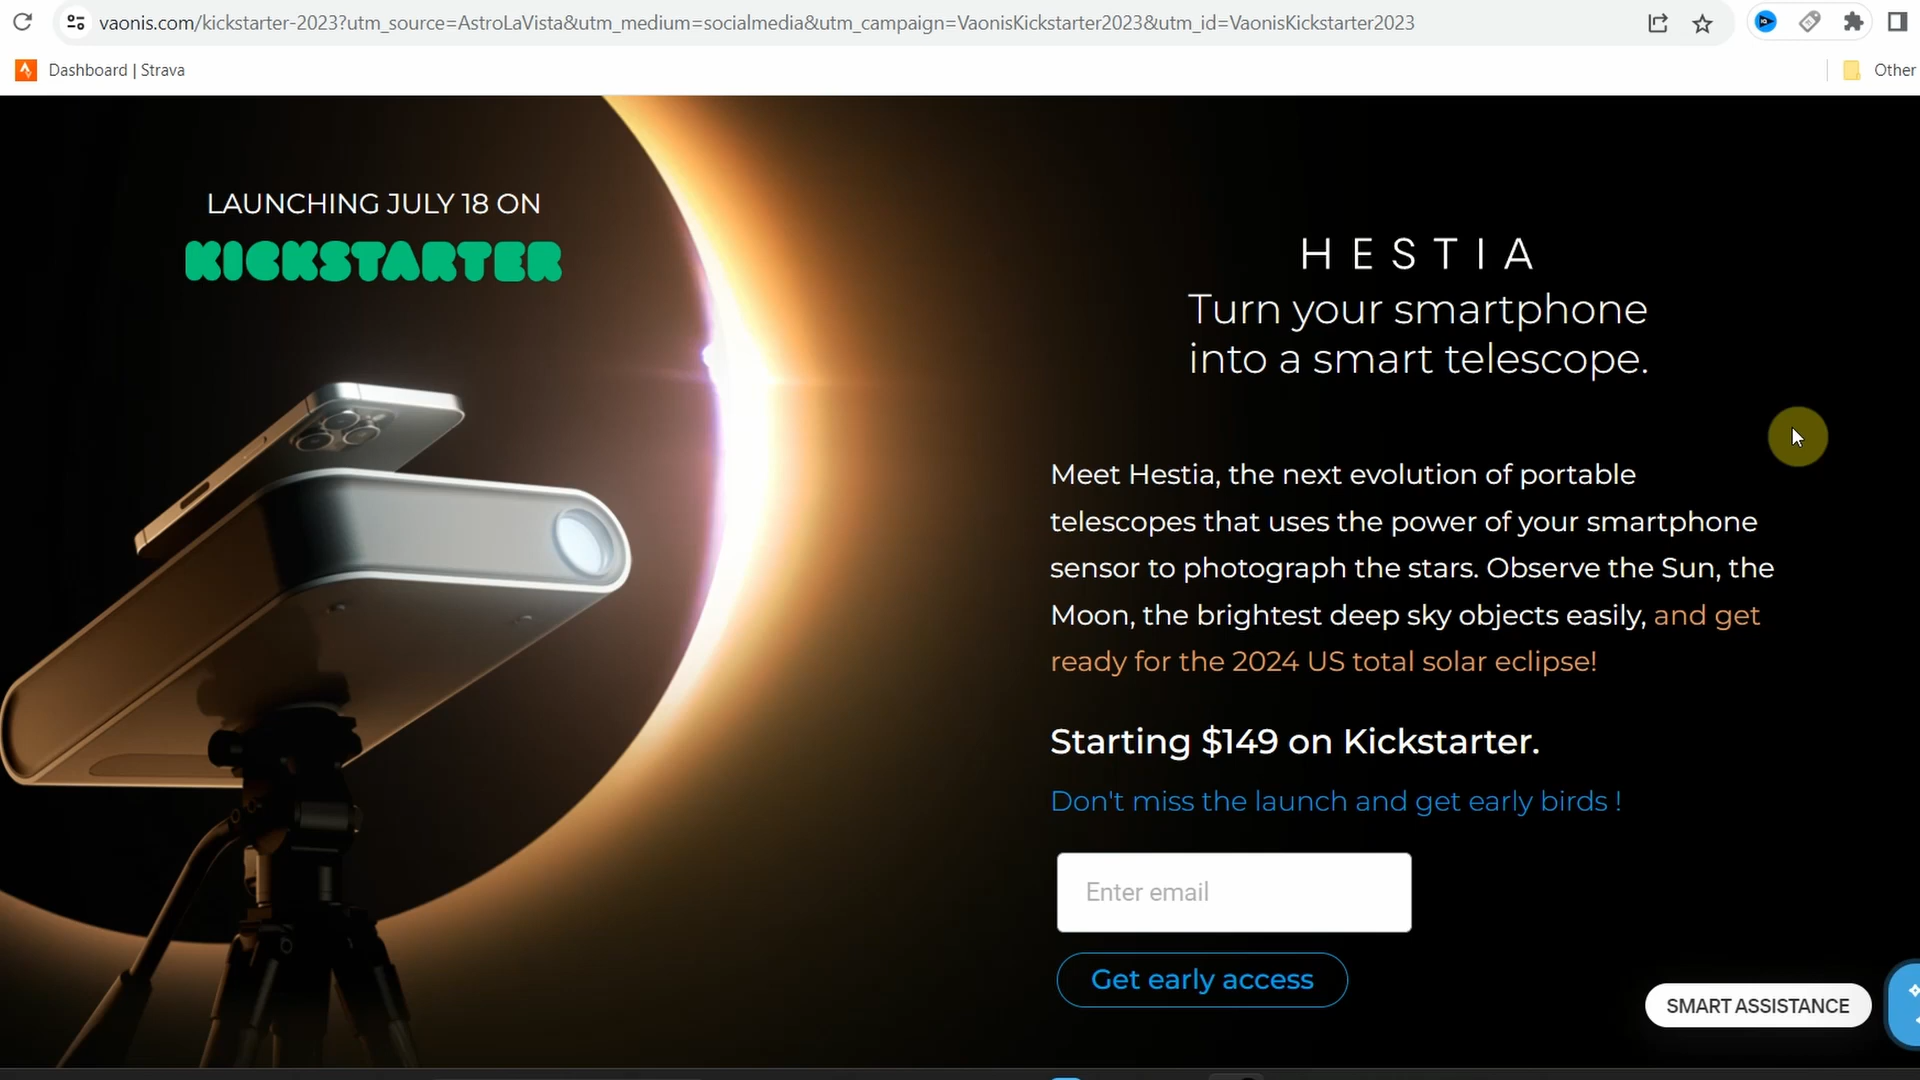 vaonis.com/kickstarter-2023?utm_source=AstroLaVista&utm_medium=socialmedia&utm_campaign=VaonisKickstarter2023&utm_id=VaonisKickstarter2023
Dashboard | Strava
Other
LAUNCHING JULY 18 ON
KICKSTARTER
HESTIA
Turn your smartphone
into a smart telescope.
Meet Hestia, the next evolution of portable
telescopes that uses the power of your smartphone
sensor to photograph the stars. Observe the Sun, the
Moon, the brightest deep sky objects easily, and get
ready for the 2024 US total solar eclipse!
Starting $149 on Kickstarter.
Don't miss the launch and get early birds !
Enter email
Get early access
SMART ASSISTANCE